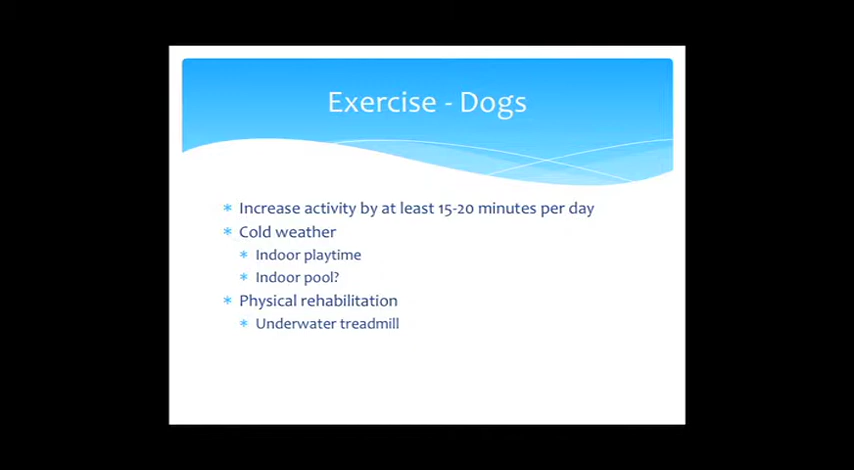 Exercise - Dogs
* Increase activity by at least 15-20 minutes per day
* Cold weather
* Indoor playtime
* Indoor pool?
* Physical rehabilitation
* Underwater treadmill